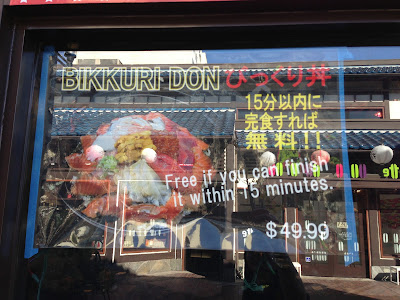 BIKKURI DON びっくり丼
15分以内に
完食すれば
無料!!
Free if you can finish
it within 15 minutes.
$49.99